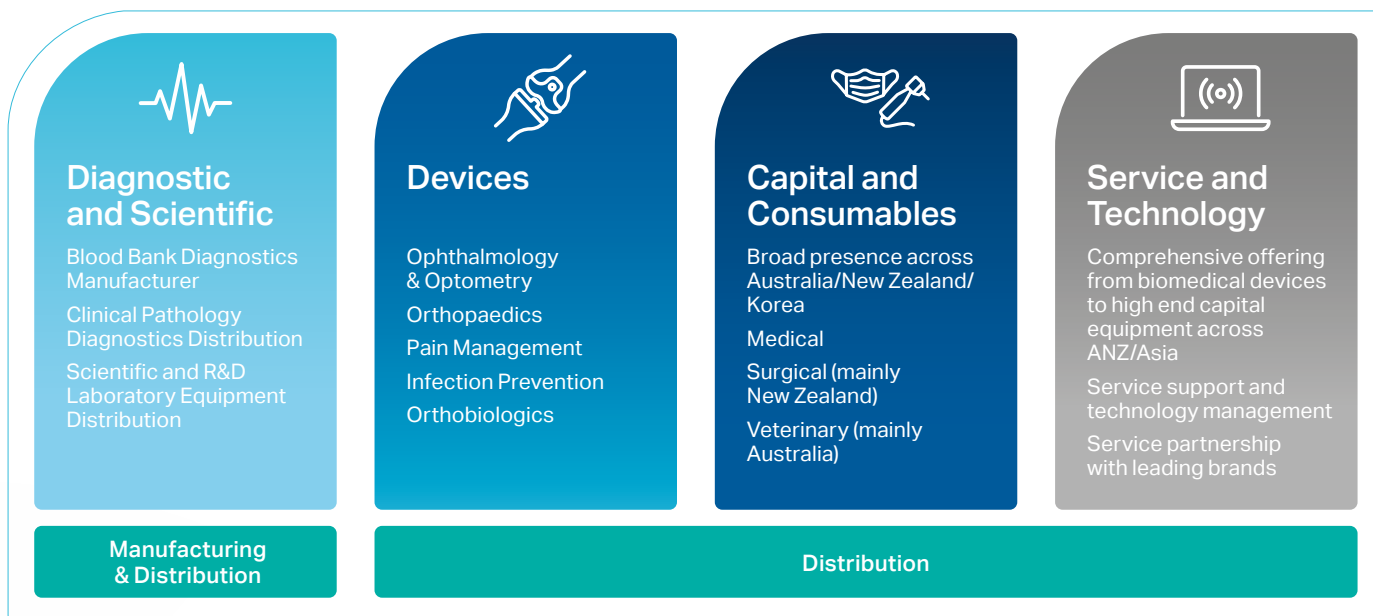 Diagnostic
and Scientific
Blood Bank Diagnostics
Manufacturer
Clinical Pathology
Diagnostics Distribution
Scientific and R&D
Laboratory Equipment
Distribution
Devices
Ophthalmology
& Optometry
Orthopaedics
Pain Management
Infection Prevention
Orthobiologics
Capital and
Consumables
Broad presence across
Australia/New Zealand/
Korea
Medical
Surgical (mainly
New Zealand)
Veterinary (mainly
Australia)
Service and
Technology
Comprehensive offering
from biomedical devices
to high end capital
equipment across
ANZ/Asia
Service support and
technology management
Service partnership
with leading brands
Manufacturing
& Distribution
Distribution